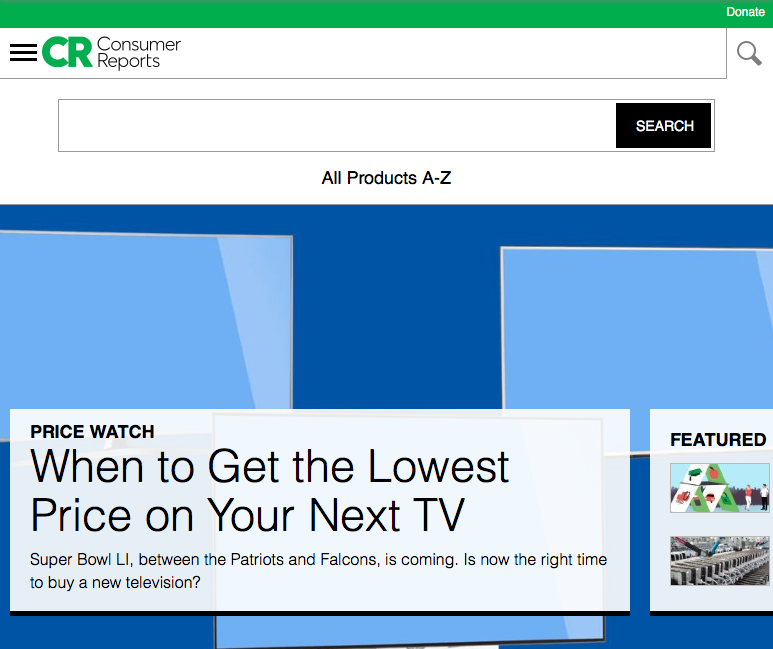 Donate
CR Consumer
Reports
SEARCH
All Products A-Z
PRICE WATCH
When to Get the Lowest
Price on Your Next TV
Super Bowl LI, between the Patriots and Falcons, is coming. Is now the right time
to buy a new television?
FEATURED